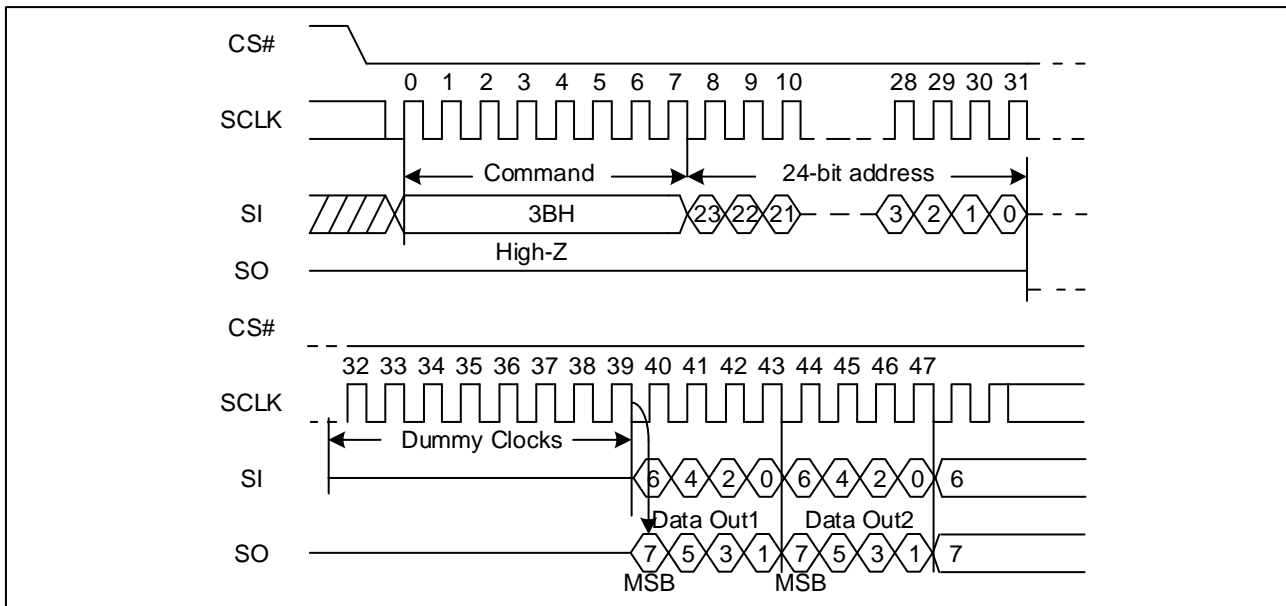 CS#
0 1 2 3 4 5 6 7 8 9 10 28 29 30 31
SCLK
Command 24-bit address
SI 3BH 23 22 21 3 2 1 0
High-Z
SO
CS#
32 33 34 35 36 37 38 39 40 41 42 43 44 45 46 47
SCLK
Dummy Clocks
SI 6 4 2 0 6 4 2 0 6
Data Out1 Data Out2
SO 7 5 3 1 7 5 3 1 7
MSB MSB